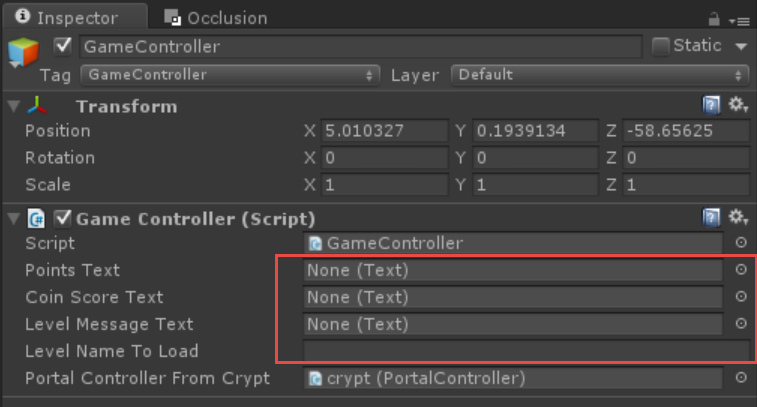 Inspector Occlusion
GameController Static
Tag GameController Layer Default
Transform
Position X 5.010327 Y 0.1939134 Z -58.65625
Rotation X 0 Y 0 Z 0
Scale X 1 Y 1 Z 1
Game Controller (Script)
Script GameController
Points Text None (Text)
Coin Score Text None (Text)
Level Message Text None (Text)
Level Name To Load
Portal Controller From Crypt crypt (PortalController)